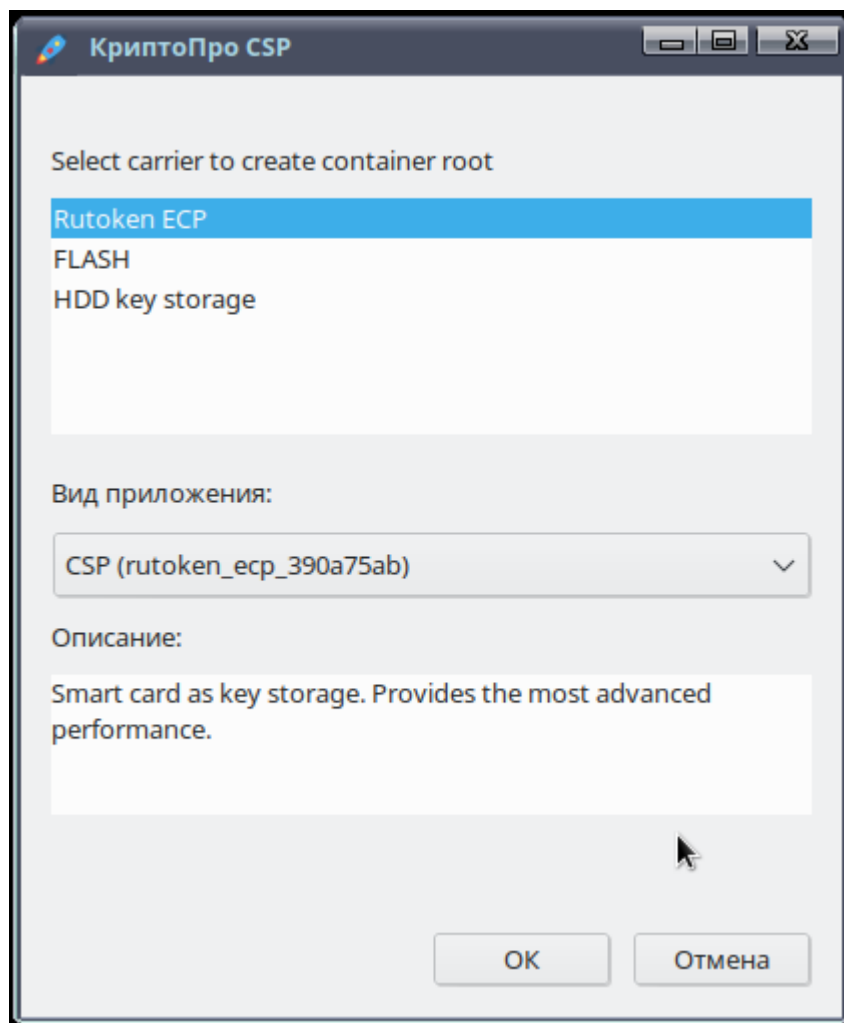 КриптоПро CSP
Select carrier to create container root
Rutoken ECP
FLASH
HDD key storage
Вид приложения:
CSP (rutoken_ecp_390a75ab)
Описание:
Smart card as key storage. Provides the most advanced
performance.
ОК
Отмена